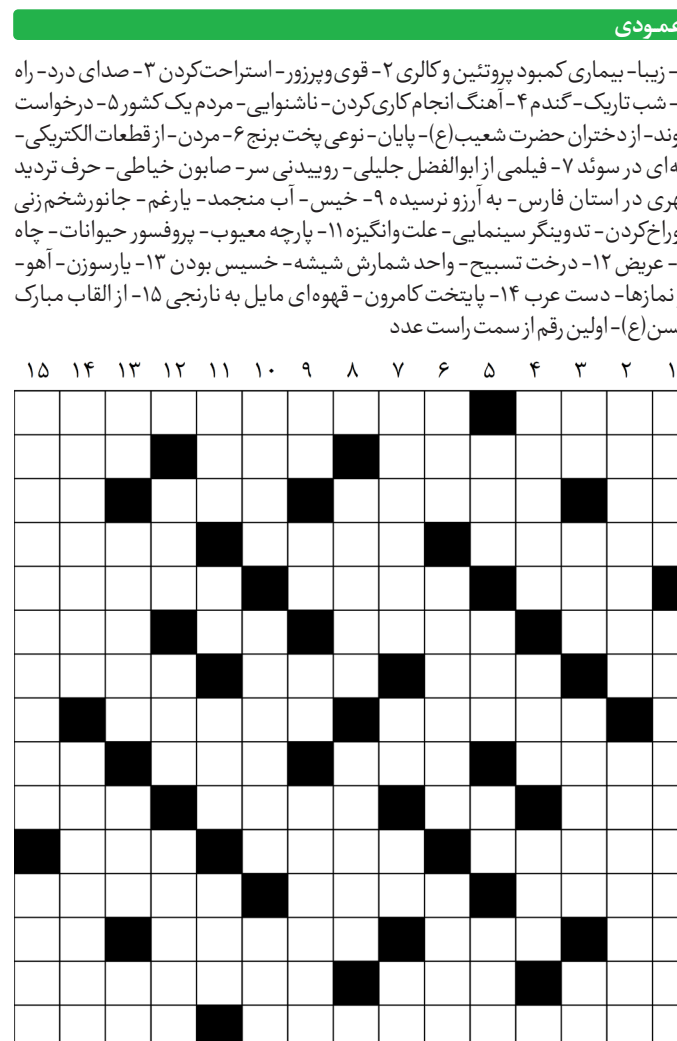 عمـودی
- زیبا- بیماری کمبود پروتئین و کالری ۲- قوی‌وپرزور- استراحت‌کردن ۳- صدای درد- راه
- شب تاریک- گندم ۴- آهنگ انجام کاری‌کردن- ناشنوایی- مردم یک کشور ۵- درخواست
وند- از دختران حضرت شعیب(ع)- پایان- نوعی پخت برنج ۶- مردن- از قطعات الکتریکی-
ه‌ای در سوئد ۷- فیلمی از ابوالفضل جلیلی- روییدنی سر- صابون خیاطی- حرف تردید
هری در استان فارس- به آرزو نرسیده ۹- خیس- آب منجمد- یارغم- جانورشخم‌زنی
وراخ‌کردن- تدوینگر سینمایی- علت‌وانگیزه ۱۱- پارچه معیوب- پروفسور حیوانات- چاه
- عریض ۱۲- درخت تسبیح- واحد شمارش شیشه- خسیس بودن ۱۳- یارسوزن- آهو-
نمازها- دست عرب ۱۴- پایتخت کامرون- قهوه‌ای مایل به نارنجی ۱۵- از القاب مبارک
سن(ع)- اولین رقم از سمت راست عدد
۱ ۲ ۳ ۴ ۵ ۶ ۷ ۸ ۹ ۱۰ ۱۱ ۱۲ ۱۳ ۱۴ ۱۵